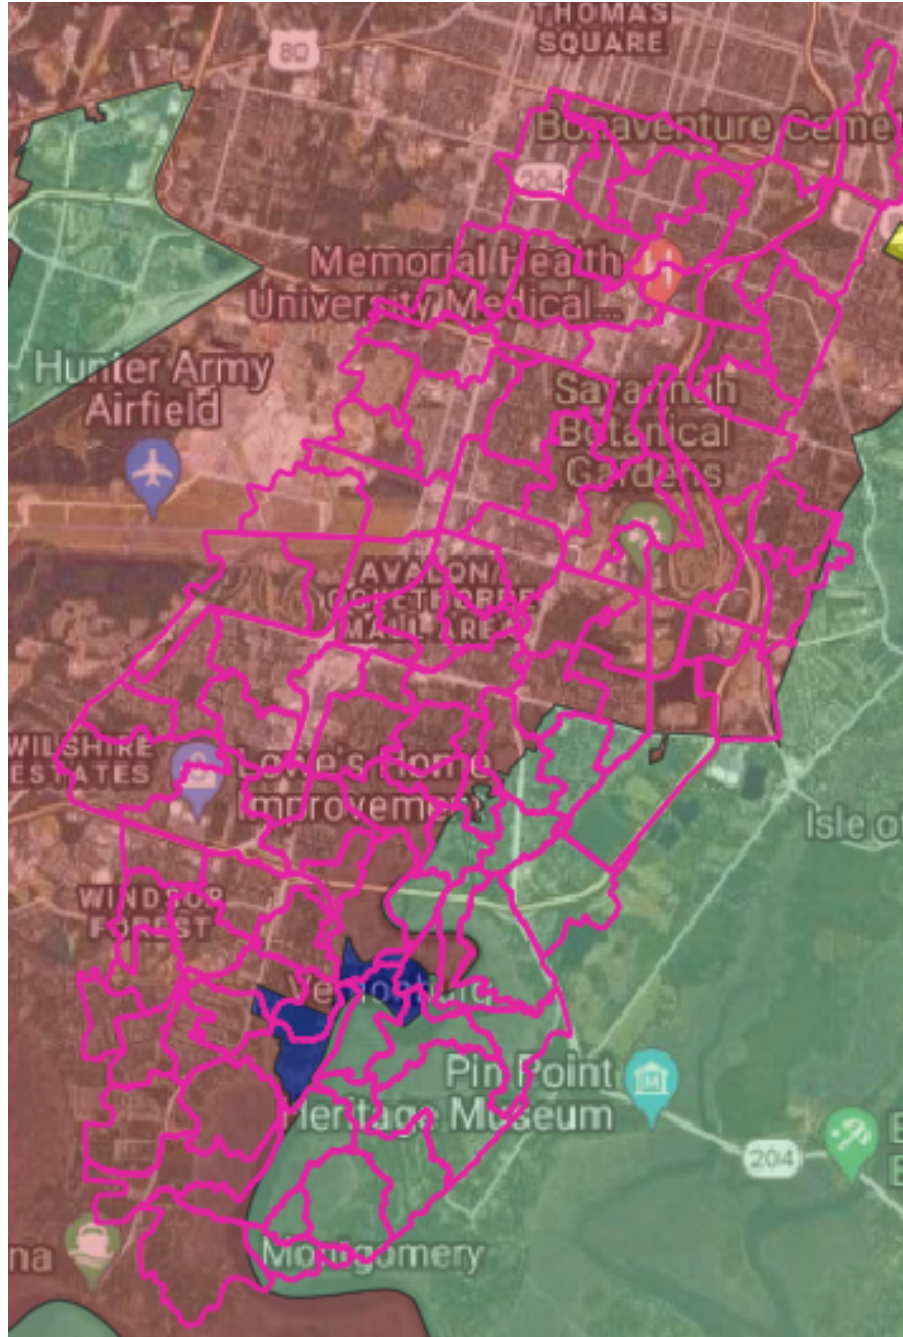 THOMAS
SQUARE
80
Bonaventure Ceme
204
Memorial Health
University Medical...
Hunter Army
Airfield
Savannah
Botanical
Gardens
AVALON
OGLETHORPE
MALL AREA
WILSHIRE
ESTATES
Lowe's Home
Improvement
Isle o
WINDSOR
FOREST
Vernonburg
Pin Point
Heritage Museum
204
B
B
na
Montgomery